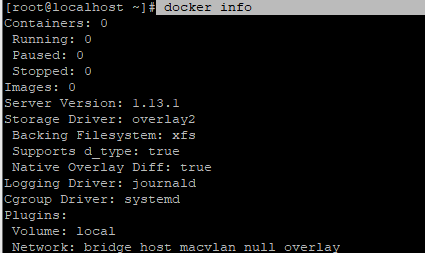 [root@localhost ~]# docker info
Containers: 0
 Running: 0
 Paused: 0
 Stopped: 0
Images: 0
Server Version: 1.13.1
Storage Driver: overlay2
 Backing Filesystem: xfs
 Supports d_type: true
 Native Overlay Diff: true
Logging Driver: journald
Cgroup Driver: systemd
Plugins:
 Volume: local
 Network: bridge host macvlan null overlay